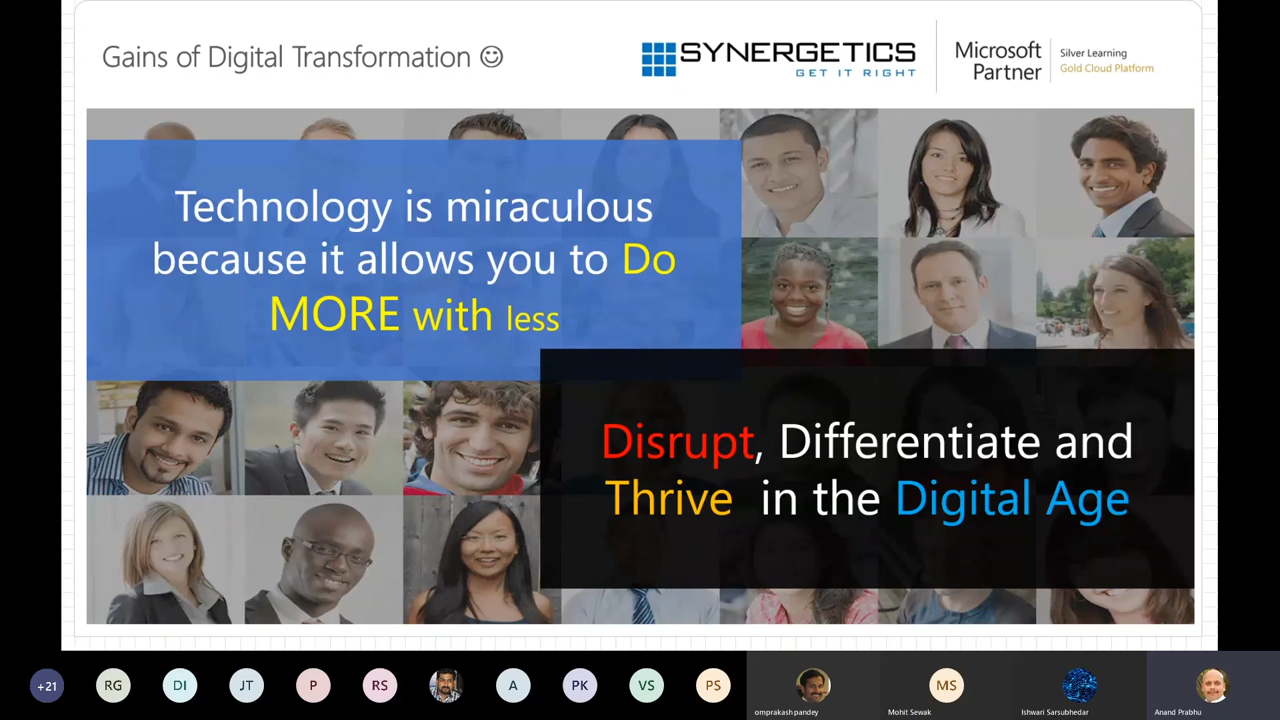 Gains of Digital Transformation ☺
SYNERGETICS
GET IT RIGHT
Microsoft
Partner
Silver Learning
Gold Cloud Platform
Technology is miraculous
because it allows you to Do
MORE with less
Disrupt, Differentiate and
Thrive in the Digital Age
+21
RG
DI
JT
P
RS
A
PK
VS
PS
omprakash pandey
MS
Mohit Sewak
Ishwari Sarsubhedar
Anand Prabhu